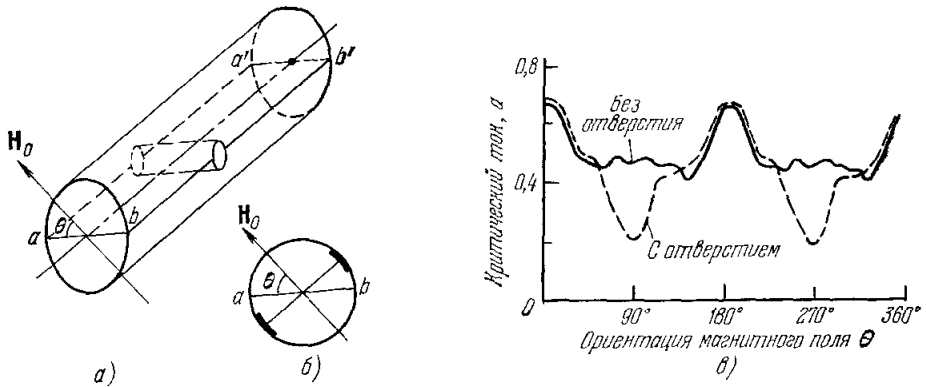 a'
b'
H₀
a
θ
b
H₀
θ
a
b
а)
б)
Критический ток, а
0,8
0,4
0
Без
отверстия
С отверстием
90°
180°
270°
360°
Ориентация магнитного поля θ
в)